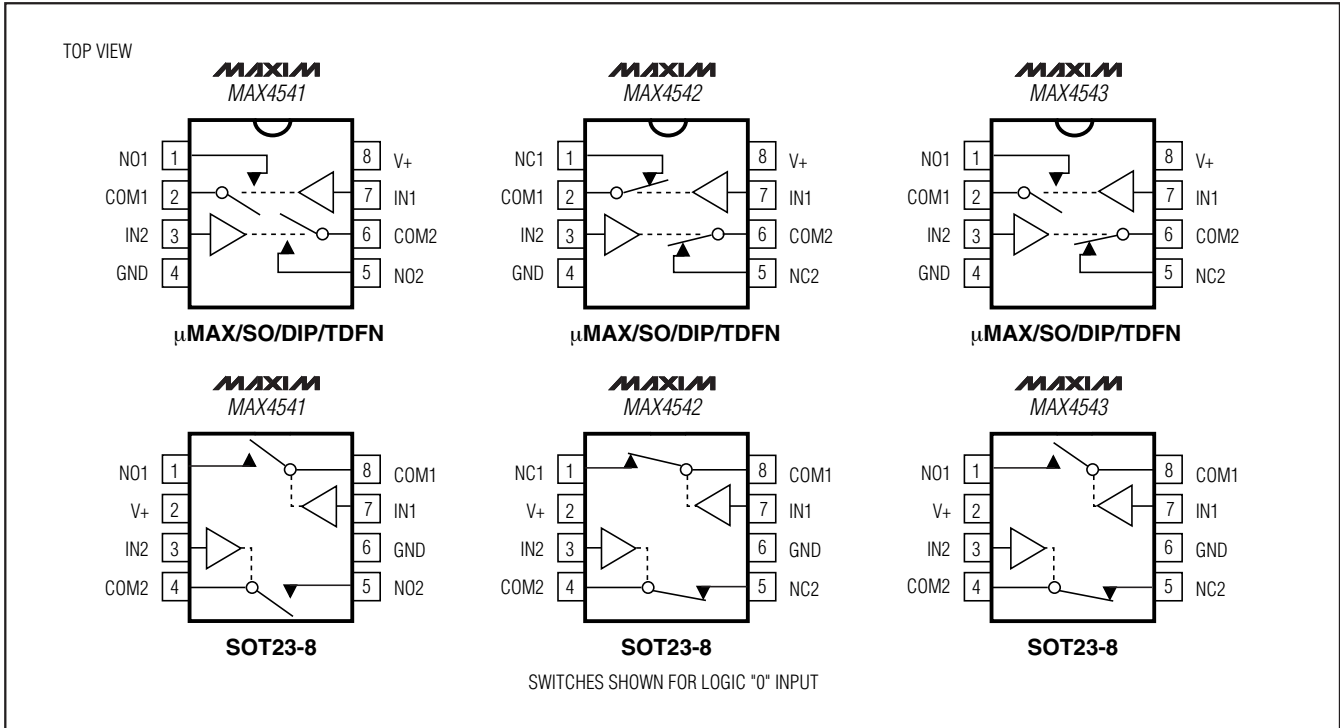 TOP VIEW
MAXIM
MAX4541
NO1 1
COM1 2
IN2 3
GND 4
8 V+
7 IN1
6 COM2
5 NO2
µMAX/SO/DIP/TDFN
MAXIM
MAX4542
NC1 1
COM1 2
IN2 3
GND 4
8 V+
7 IN1
6 COM2
5 NC2
µMAX/SO/DIP/TDFN
MAXIM
MAX4543
NO1 1
COM1 2
IN2 3
GND 4
8 V+
7 IN1
6 COM2
5 NC2
µMAX/SO/DIP/TDFN
MAXIM
MAX4541
NO1 1
V+ 2
IN2 3
COM2 4
8 COM1
7 IN1
6 GND
5 NO2
SOT23-8
MAXIM
MAX4542
NC1 1
V+ 2
IN2 3
COM2 4
8 COM1
7 IN1
6 GND
5 NC2
SOT23-8
MAXIM
MAX4543
NO1 1
V+ 2
IN2 3
COM2 4
8 COM1
7 IN1
6 GND
5 NC2
SOT23-8
SWITCHES SHOWN FOR LOGIC "0" INPUT